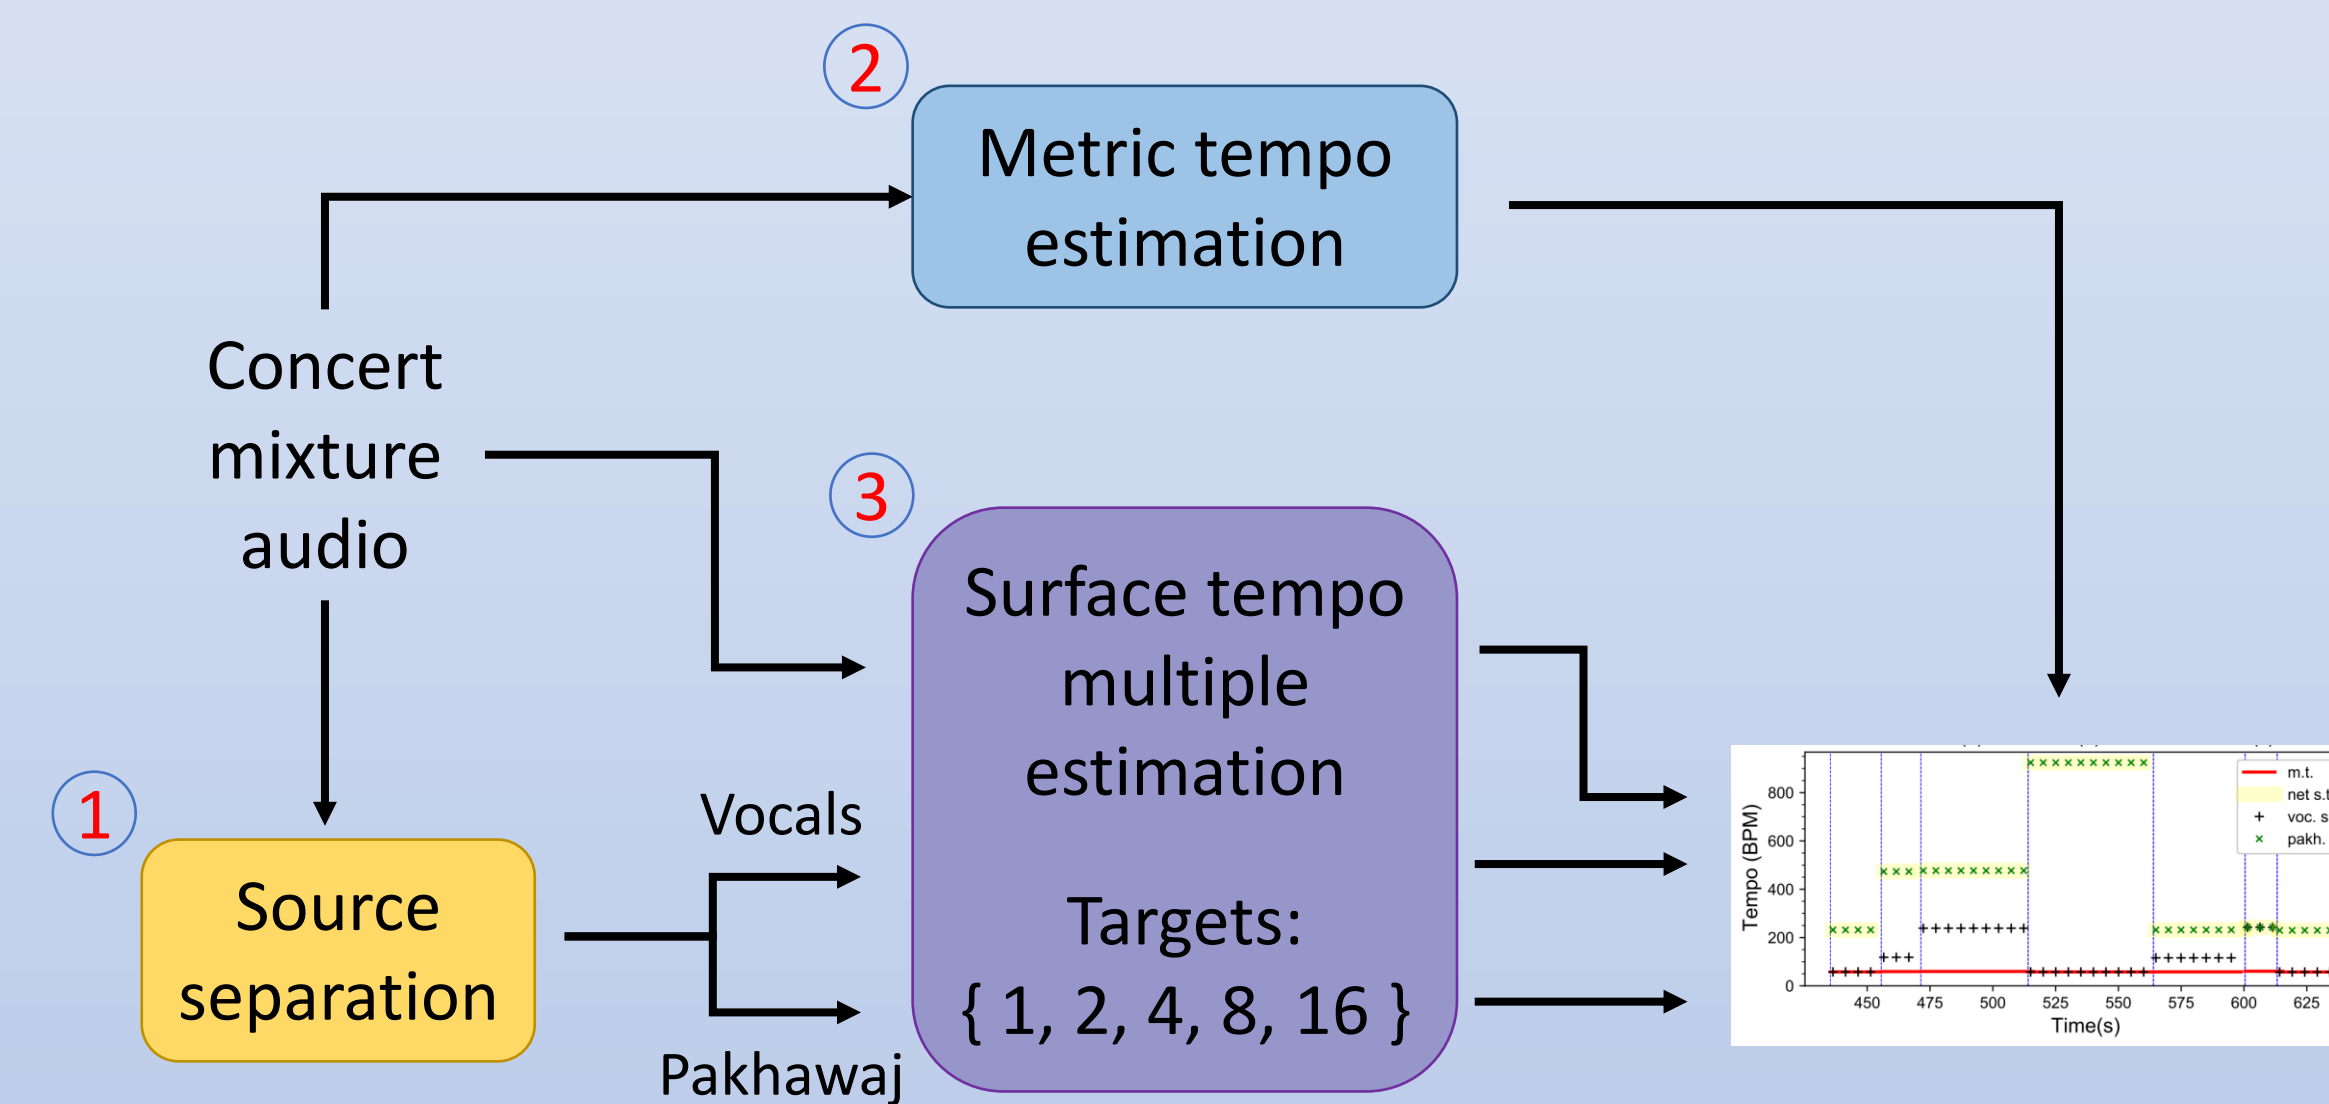 2
Metric tempo
estimation
Concert
mixture
audio
3
Surface tempo
multiple
estimation
Targets:
{ 1, 2, 4, 8, 16 }
1
Source
separation
Vocals
Pakhawaj
Tempo (BPM)
800
600
400
200
0
450 475 500 525 550 575 600 625
Time(s)
m.t.
net s.t
voc. s
pakh.